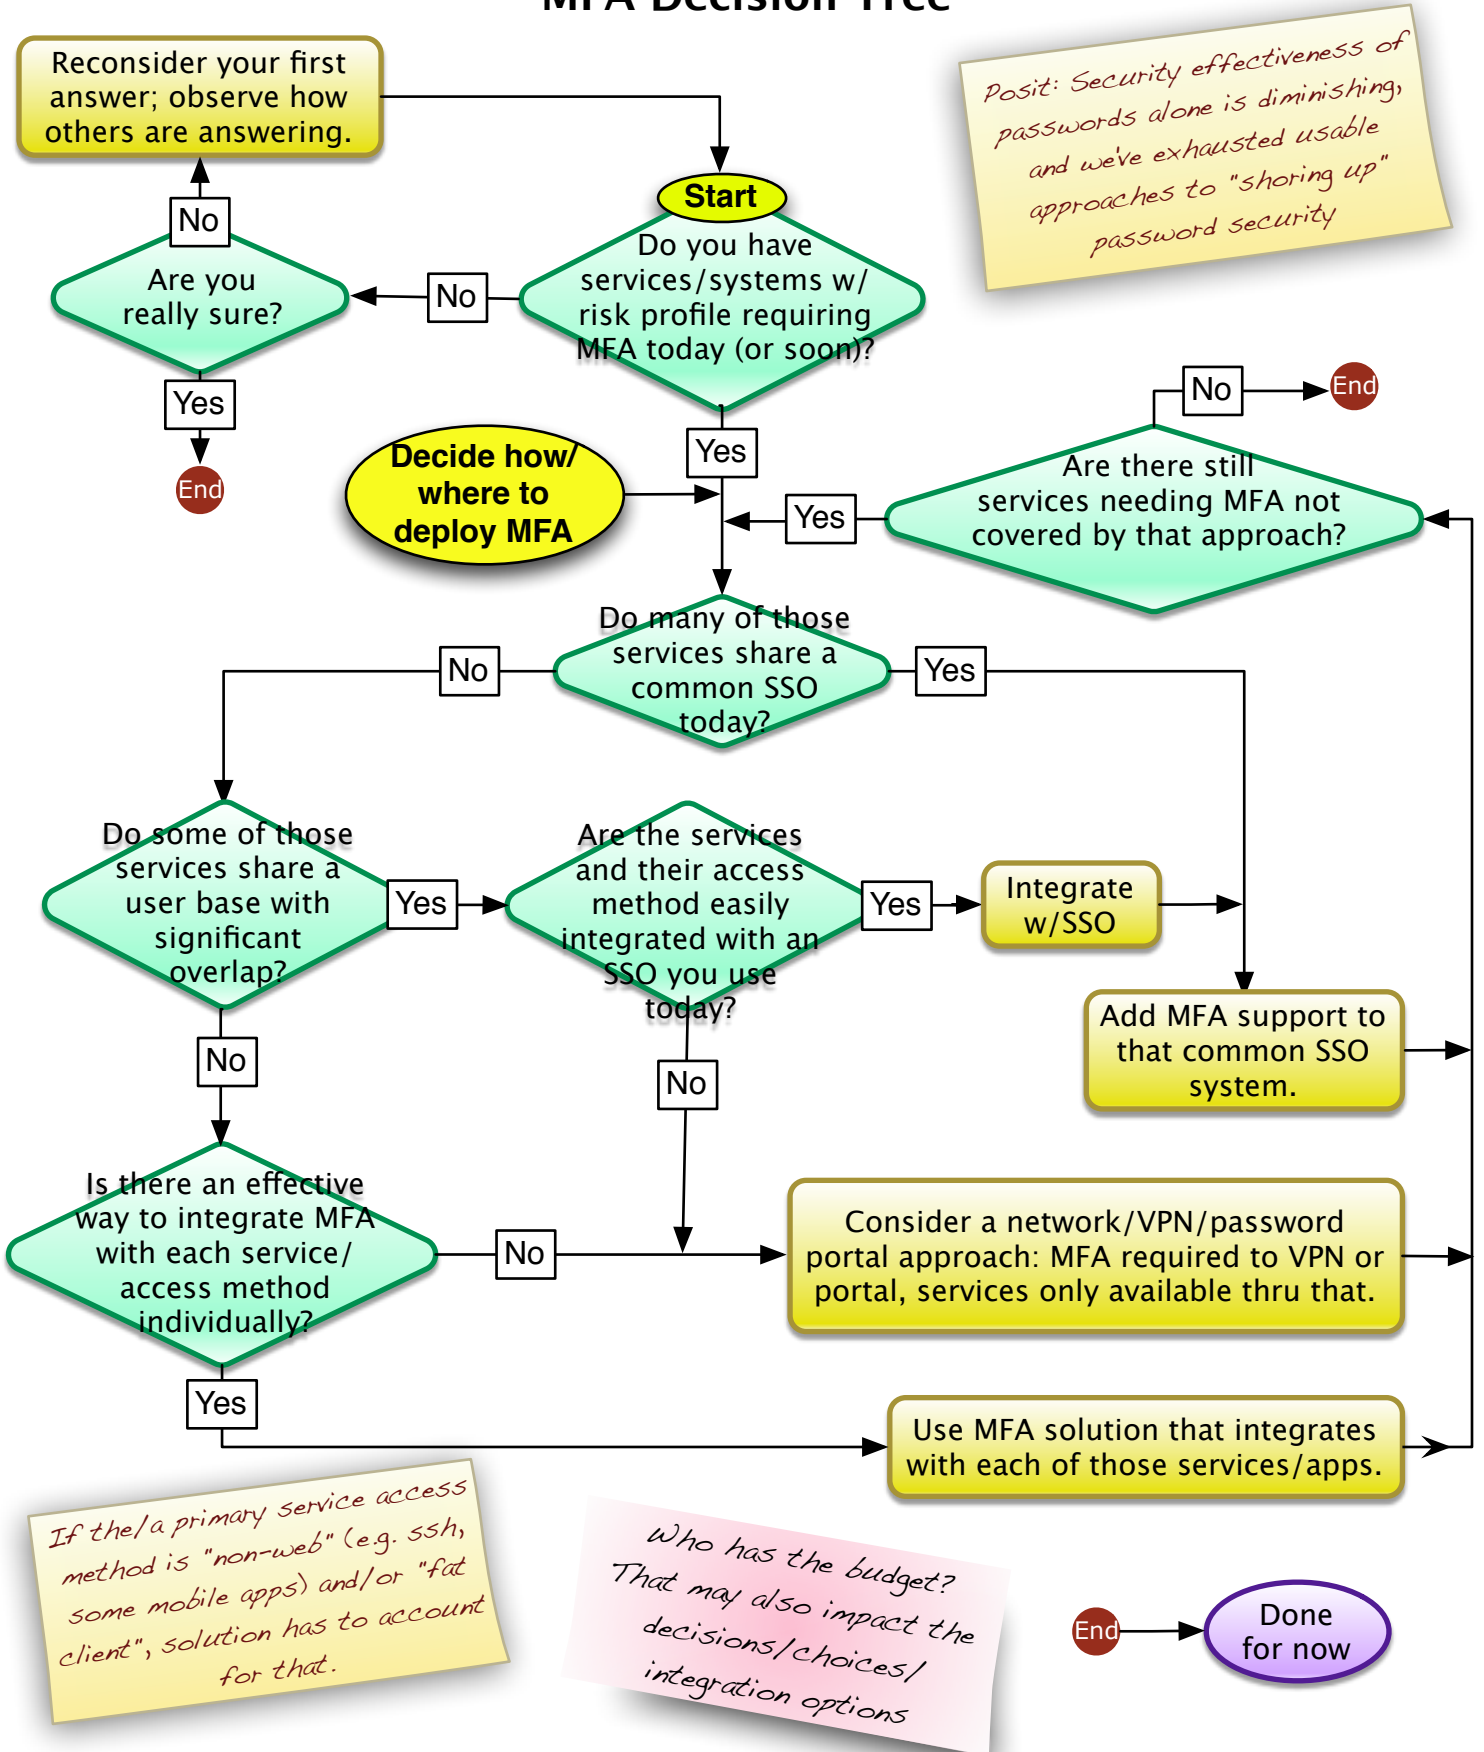 MFA Decision Tree
Reconsider your first
answer; observe how
others are answering.
Posit: Security effectiveness of
passwords alone is diminishing,
and we've exhausted usable
approaches to "shoring up"
password security
Start
Do you have
services/systems w/
risk profile requiring
MFA today (or soon)?
No
Are you
really sure?
No
Yes
End
Yes
Decide how/
where to
deploy MFA
No
End
Are there still
services needing MFA not
covered by that approach?
Yes
Do many of those
services share a
common SSO
today?
No
Yes
Do some of those
services share a
user base with
significant
overlap?
Yes
Are the services
and their access
method easily
integrated with an
SSO you use
today?
Yes
Integrate
w/SSO
Add MFA support to
that common SSO
system.
No
No
Is there an effective
way to integrate MFA
with each service/
access method
individually?
No
Consider a network/VPN/password
portal approach: MFA required to VPN or
portal, services only available thru that.
Yes
Use MFA solution that integrates
with each of those services/apps.
If the/a primary service access
method is "non-web" (e.g. ssh,
some mobile apps) and/or "fat
client", solution has to account
for that.
Who has the budget?
That may also impact the
decisions/choices/
integration options
End
Done
for now